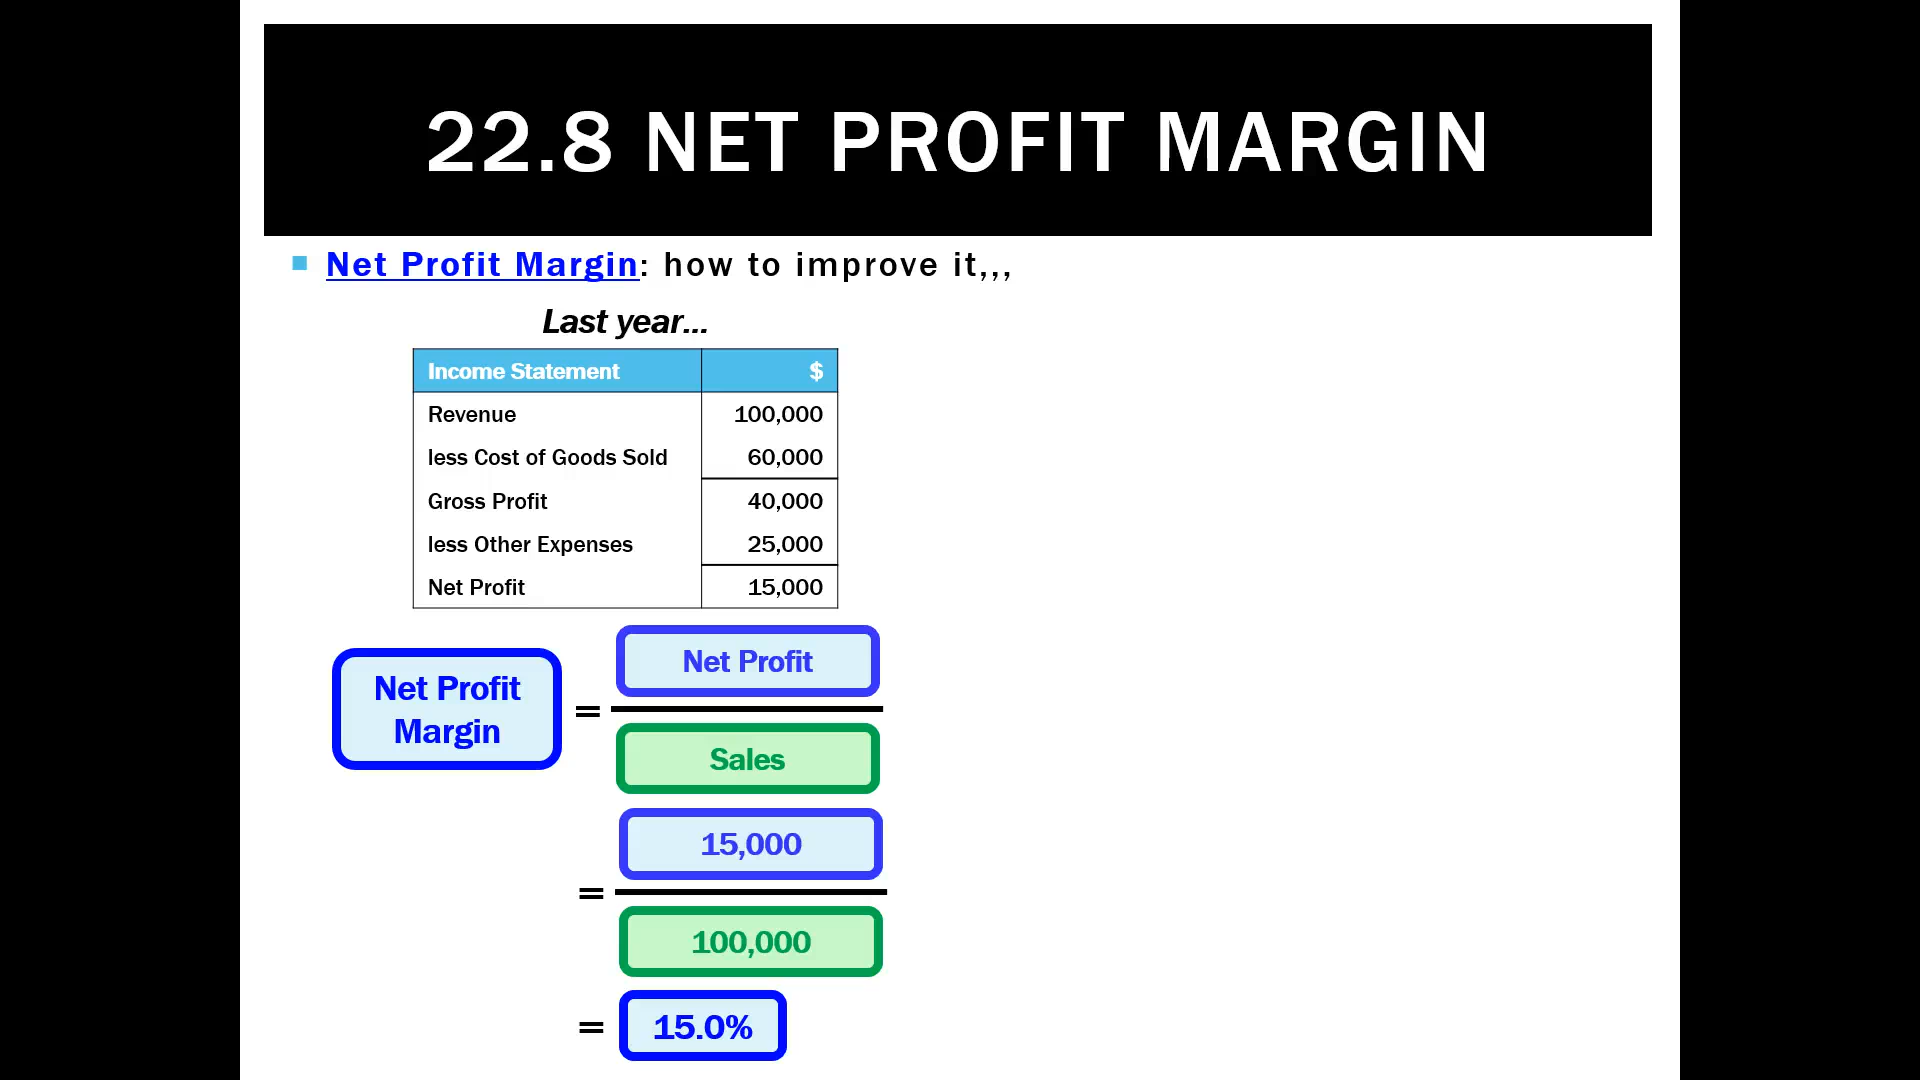 22.8 NET PROFIT MARGIN
Net Profit Margin: how to improve it,,,
Last year...
Income Statement $
Revenue 100,000
less Cost of Goods Sold 60,000
Gross Profit 40,000
less Other Expenses 25,000
Net Profit 15,000
Net Profit
Margin
=
Net Profit
Sales
=
15,000
100,000
=
15.0%